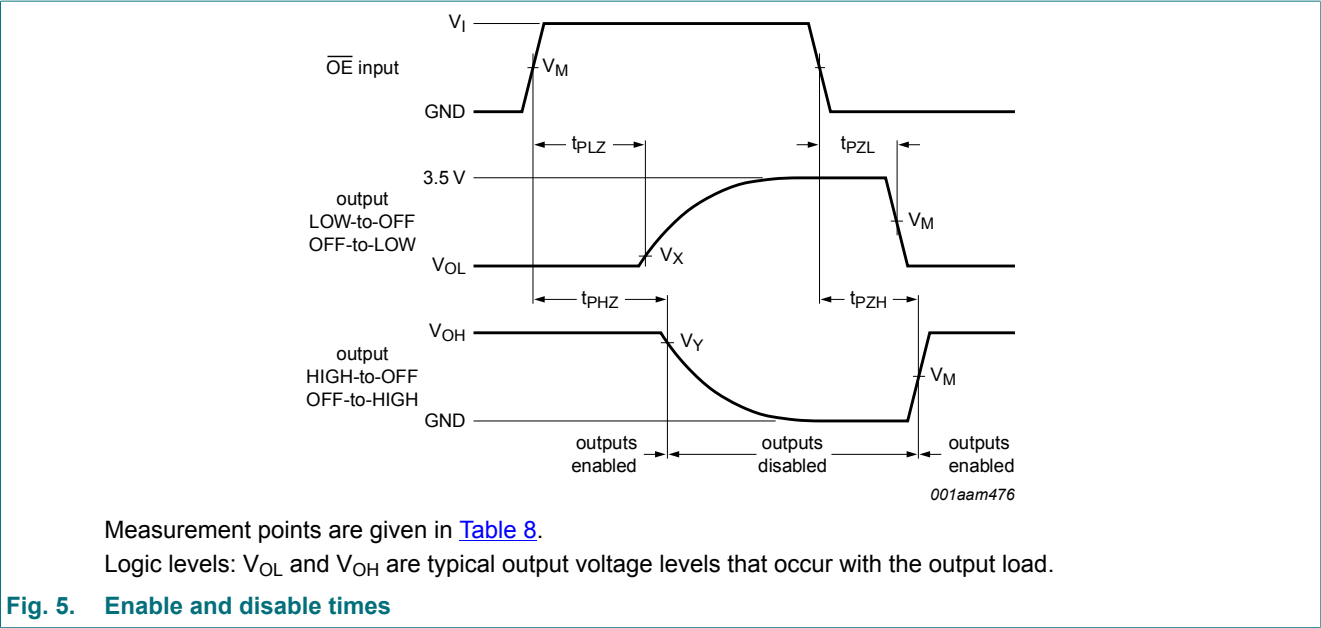 V_I
O̅E̅ input
V_M
GND
t_PLZ
t_PZL
3.5 V
output
LOW-to-OFF
OFF-to-LOW
V_M
V_X
V_OL
t_PHZ
t_PZH
V_OH
V_Y
output
HIGH-to-OFF
OFF-to-HIGH
V_M
GND
outputs
enabled
outputs
disabled
outputs
enabled
001aam476
Measurement points are given in Table 8.
Logic levels: V_OL and V_OH are typical output voltage levels that occur with the output load.
Fig. 5. Enable and disable times